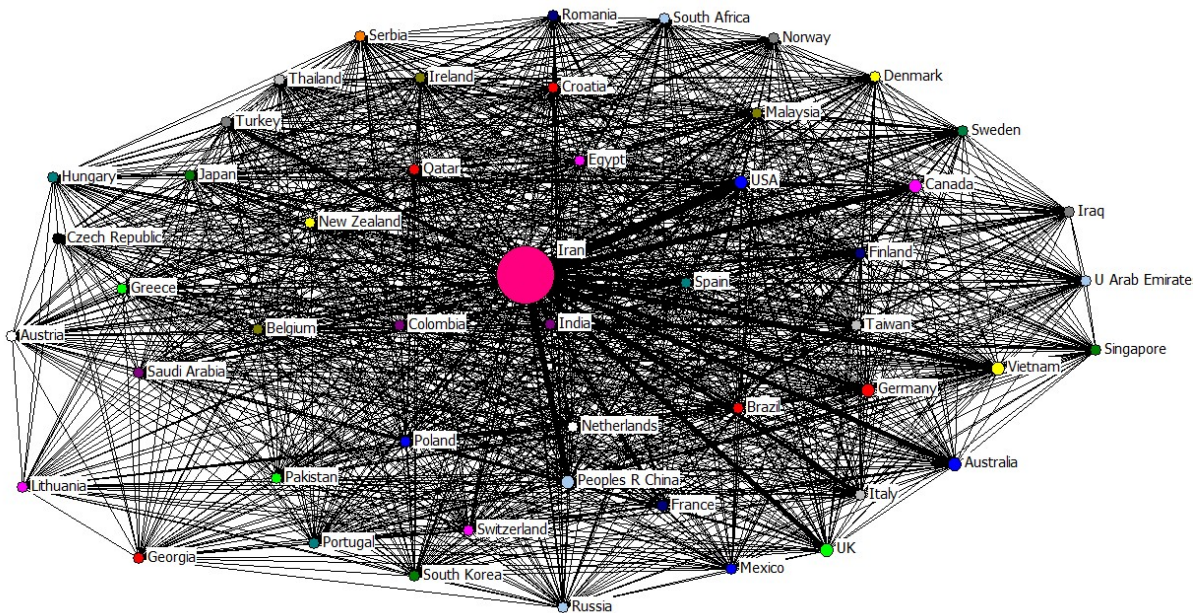 Romania
South Africa
Serbia
Norway
Thailand
Ireland
Croatia
Denmark
Malaysia
Turkey
Sweden
Egypt
Qatar
Hungary
Japan
USA
Canada
Iraq
New Zealand
Czech Republic
Iran
Finland
Greece
Spain
U Arab Emirate
Austria
Belgium
Colombia
India
Taiwan
Singapore
Saudi Arabia
Vietnam
Germany
Brazil
Netherlands
Poland
Australia
Pakistan
Peoples R China
Lithuania
Italy
France
Switzerland
Portugal
UK
Georgia
South Korea
Mexico
Russia